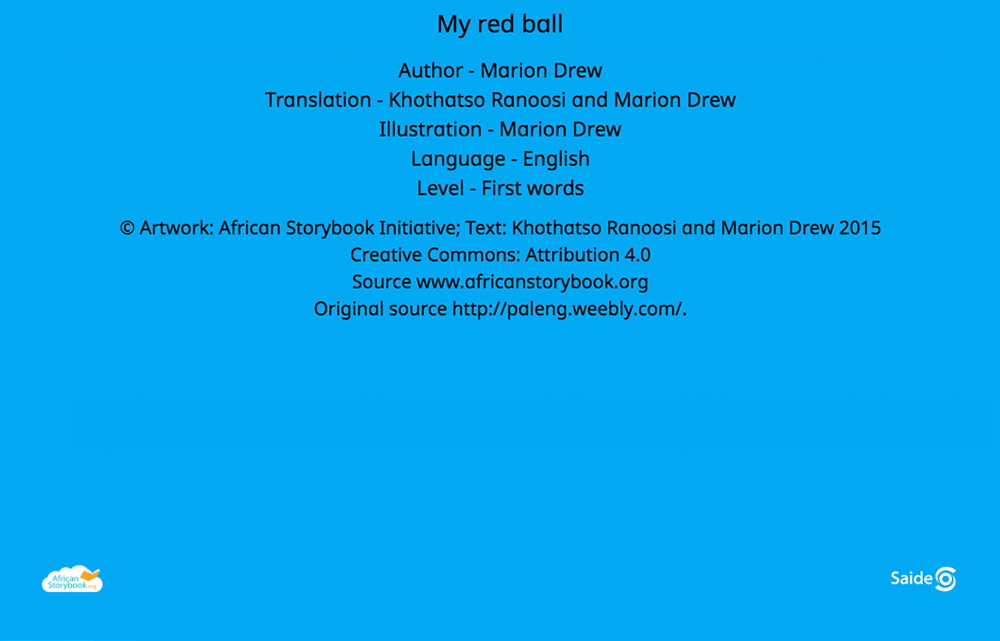 My red ball
Author - Marion Drew
Translation - Khothatso Ranoosi and Marion Drew
Illustration - Marion Drew
Language - English
Level - First words
© Artwork: African Storybook Initiative; Text: Khothatso Ranoosi and Marion Drew 2015
Creative Commons: Attribution 4.0
Source www.africanstorybook.org
Original source http://paleng.weebly.com/.
African
Storybook.org
Saide